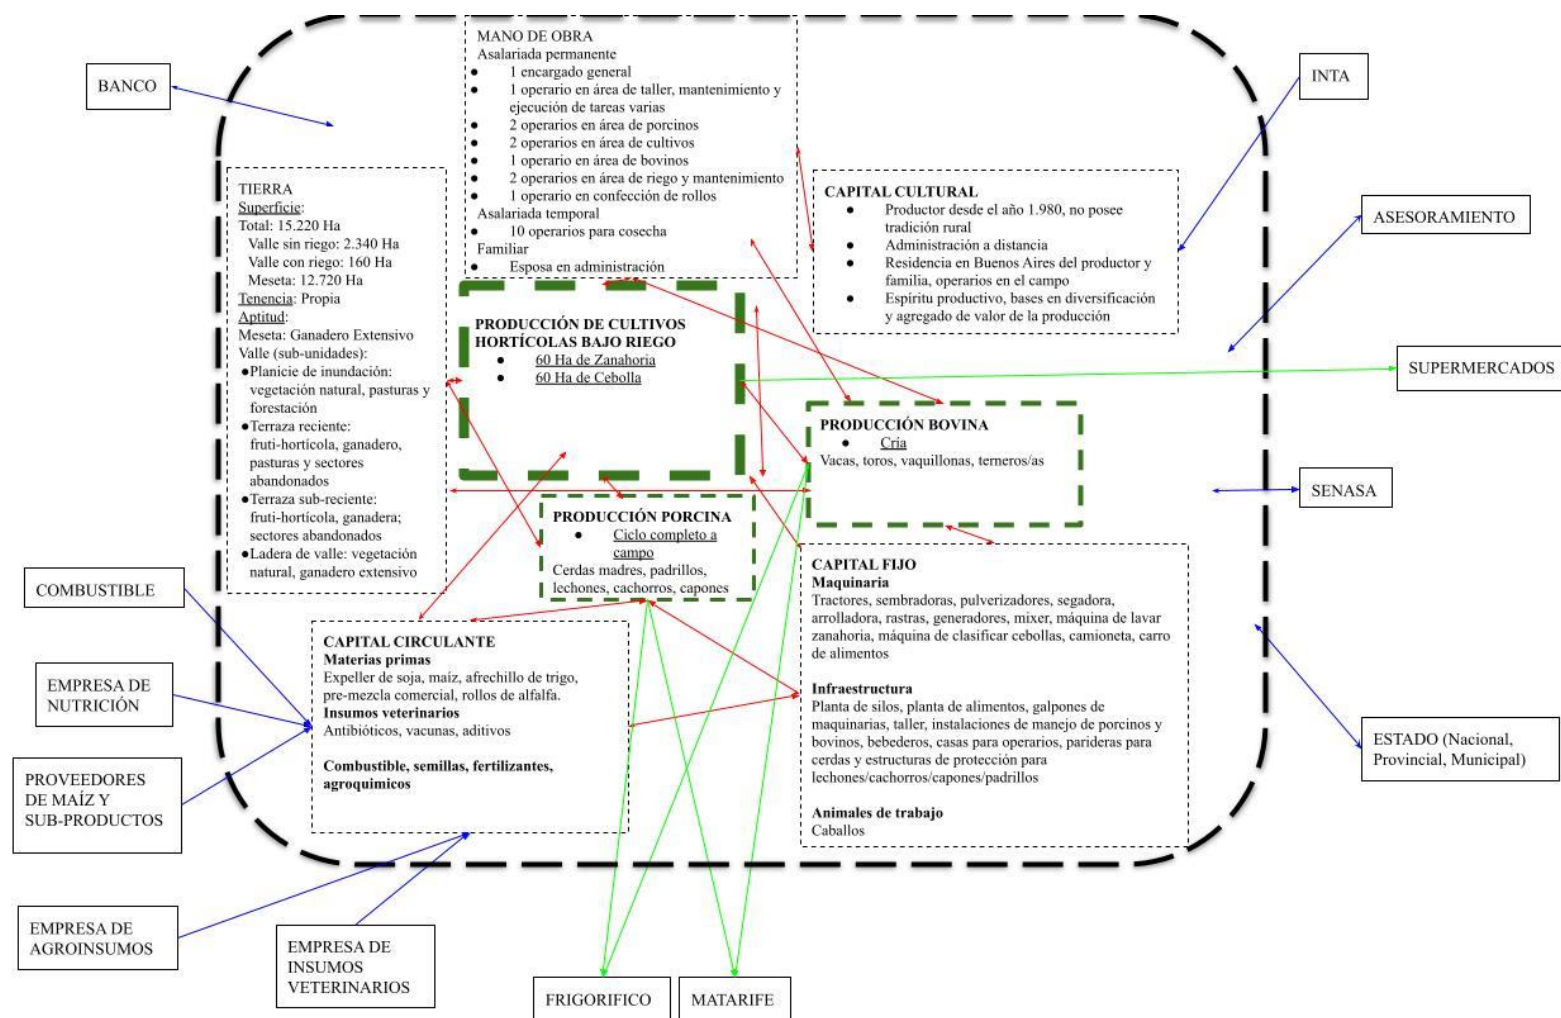 MANO DE OBRA
Asalariada permanente
● 1 encargado general
● 1 operario en área de taller, mantenimiento y
ejecución de tareas varias
● 2 operarios en área de porcinos
● 2 operarios en área de cultivos
● 1 operario en área de bovinos
● 2 operarios en área de riego y mantenimiento
● 1 operario en confección de rollos
Asalariada temporal
● 10 operarios para cosecha
Familiar
● Esposa en administración
BANCO
INTA
TIERRA
Superficie:
Total: 15.220 Ha
Valle sin riego: 2.340 Ha
Valle con riego: 160 Ha
Meseta: 12.720 Ha
Tenencia: Propia
Aptitud:
Meseta: Ganadero Extensivo
Valle (sub-unidades):
●Planicie de inundación:
vegetación natural, pasturas y
forestación
●Terraza reciente:
fruti-hortícola, ganadero,
pasturas y sectores
abandonados
●Terraza sub-reciente:
fruti-hortícola, ganadera;
sectores abandonados
●Ladera de valle: vegetación
natural, ganadero extensivo
CAPITAL CULTURAL
● Productor desde el año 1.980, no posee
tradición rural
● Administración a distancia
● Residencia en Buenos Aires del productor y
familia, operarios en el campo
● Espíritu productivo, bases en diversificación
y agregado de valor de la producción
ASESORAMIENTO
PRODUCCIÓN DE CULTIVOS
HORTÍCOLAS BAJO RIEGO
● 60 Ha de Zanahoria
● 60 Ha de Cebolla
SUPERMERCADOS
PRODUCCIÓN BOVINA
● Cría
Vacas, toros, vaquillonas, terneros/as
SENASA
PRODUCCIÓN PORCINA
● Ciclo completo a
campo
Cerdas madres, padrillos,
lechones, cachorros, capones
CAPITAL FIJO
Maquinaria
Tractores, sembradoras, pulverizadores, segadora,
arrolladora, rastras, generadores, mixer, máquina de lavar
zanahoria, máquina de clasificar cebollas, camioneta, carro
de alimentos
Infraestructura
Planta de silos, planta de alimentos, galpones de
maquinarias, taller, instalaciones de manejo de porcinos y
bovinos, bebederos, casas para operarios, parideras para
cerdas y estructuras de protección para
lechones/cachorros/capones/padrillos
Animales de trabajo
Caballos
COMBUSTIBLE
CAPITAL CIRCULANTE
Materias primas
Expeller de soja, maíz, afrechillo de trigo,
pre-mezcla comercial, rollos de alfalfa.
Insumos veterinarios
Antibióticos, vacunas, aditivos
Combustible, semillas, fertilizantes,
agroquimicos
EMPRESA DE
NUTRICIÓN
ESTADO (Nacional,
Provincial, Municipal)
PROVEEDORES
DE MAÍZ Y
SUB-PRODUCTOS
EMPRESA DE
AGROINSUMOS
EMPRESA DE
INSUMOS
VETERINARIOS
FRIGORIFICO
MATARIFE